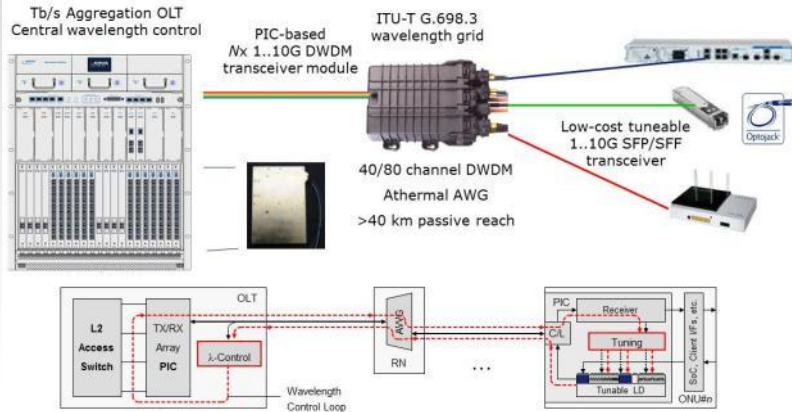 Tb/s Aggregation OLT
Central wavelength control
PIC-based
Nx 1..10G DWDM
transceiver module
ITU-T G.698.3
wavelength grid
Low-cost tuneable
1..10G SFP/SFF
transceiver
Optojack
40/80 channel DWDM
Athermal AWG
>40 km passive reach
OLT
L2
Access
Switch
TX/RX
Array
PIC
λ-Control
Wavelength
Control Loop
AWG
RN
...
PIC
C/L
Receiver
Tuning
Tunable LD
SoC, Client I/Fs, etc.
ONU#n